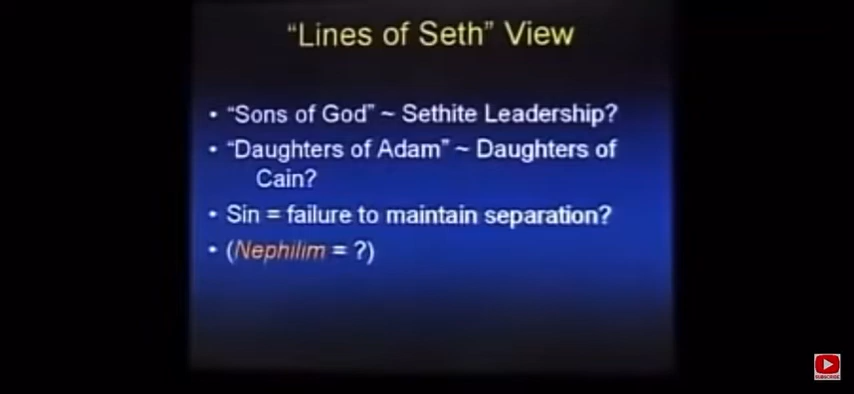 “Lines of Seth” View
• “Sons of God” ~ Sethite Leadership?
• “Daughters of Adam” ~ Daughters of
Cain?
• Sin = failure to maintain separation?
• (Nephilim = ?)
SUBSCRIBE